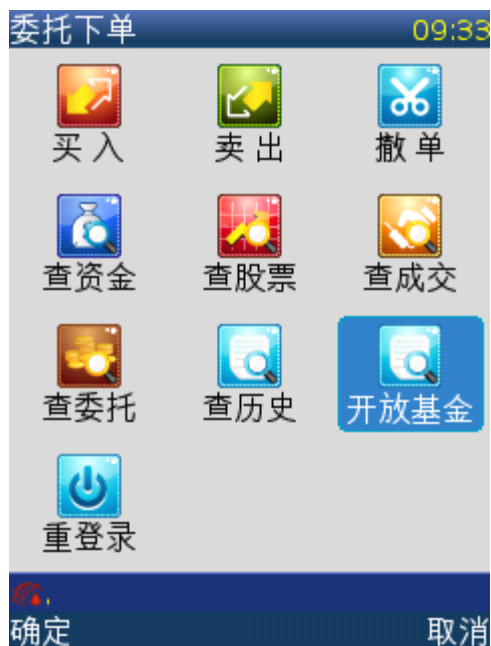 委托下单 09:33
买入 卖出 撤单
查资金 查股票 查成交
查委托 查历史 开放基金
重登录
确定 取消